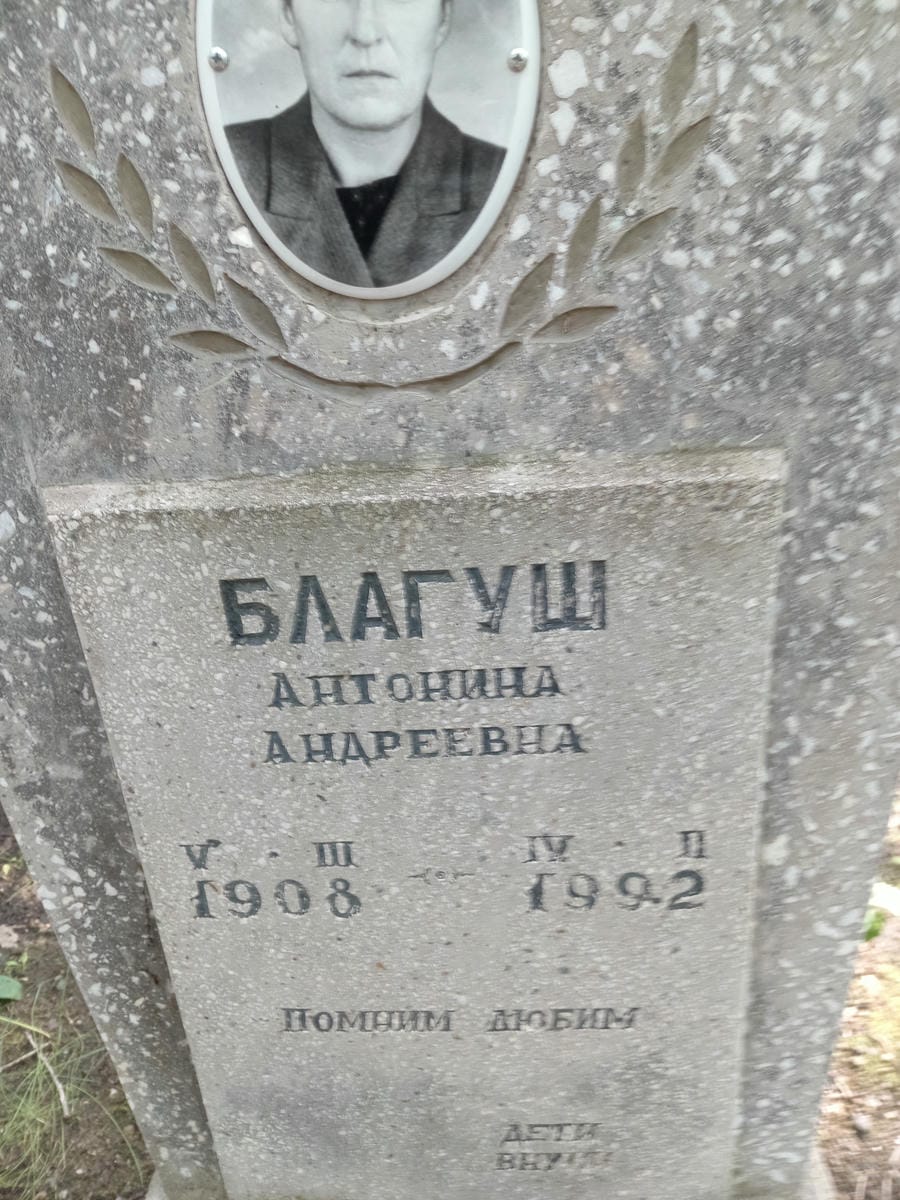 БЛАГУШ
АНТОНИНА
АНДРЕЕВНА
V · III IV · II
1908 1992
ПОМНИМ ЛЮБИМ
ДЕТИ
ВНУКИ